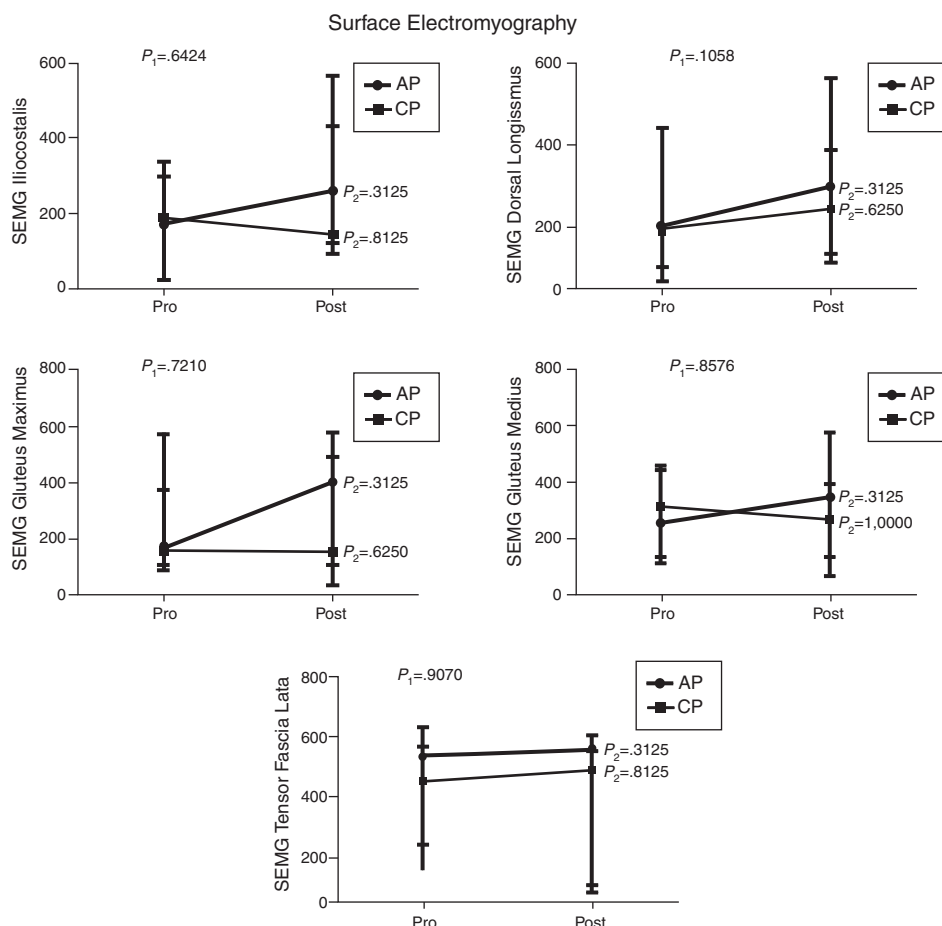 Surface Electromyography
SEMG Iliocostalis
P1=.6424
600
400
200
0
AP
CP
P2=.3125
P2=.8125
Pro
Post
SEMG Dorsal Longissmus
P1=.1058
600
400
200
0
AP
CP
P2=.3125
P2=.6250
Pro
Post
SEMG Gluteus Maximus
P1=.7210
800
600
400
200
0
AP
CP
P2=.3125
P2=.6250
Pro
Post
SEMG Gluteus Medius
P1=.8576
800
600
400
200
0
AP
CP
P2=.3125
P2=1,0000
Pro
Post
SEMG Tensor Fascia Lata
P1=.9070
800
600
400
200
0
AP
CP
P2=.3125
P2=.8125
Pro
Post